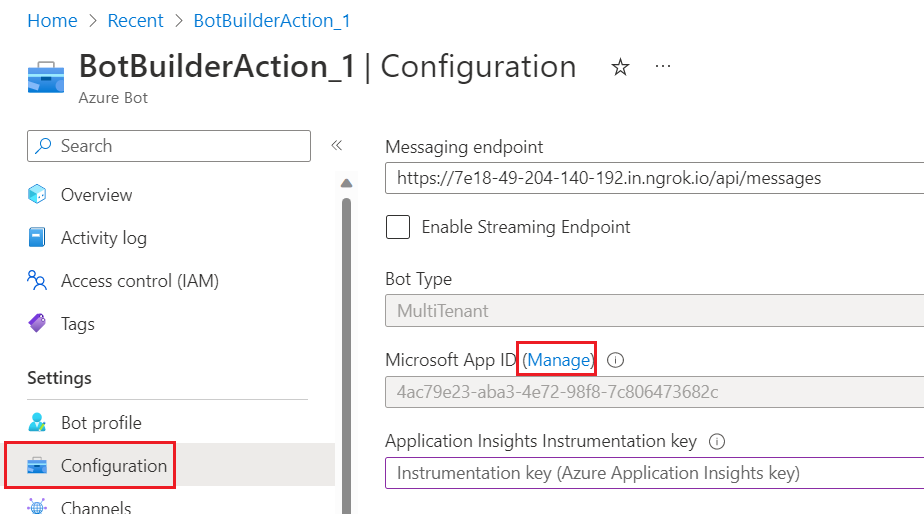 Home > Recent > BotBuilderAction_1
BotBuilderAction_1 | Configuration
Azure Bot
Search
Overview
Activity log
Access control (IAM)
Tags
Settings
Bot profile
Configuration
Channels
Messaging endpoint
https://7e18-49-204-140-192.in.ngrok.io/api/messages
Enable Streaming Endpoint
Bot Type
MultiTenant
Microsoft App ID (Manage)
4ac79e23-aba3-4e72-98f8-7c806473682c
Application Insights Instrumentation key
Instrumentation key (Azure Application Insights key)